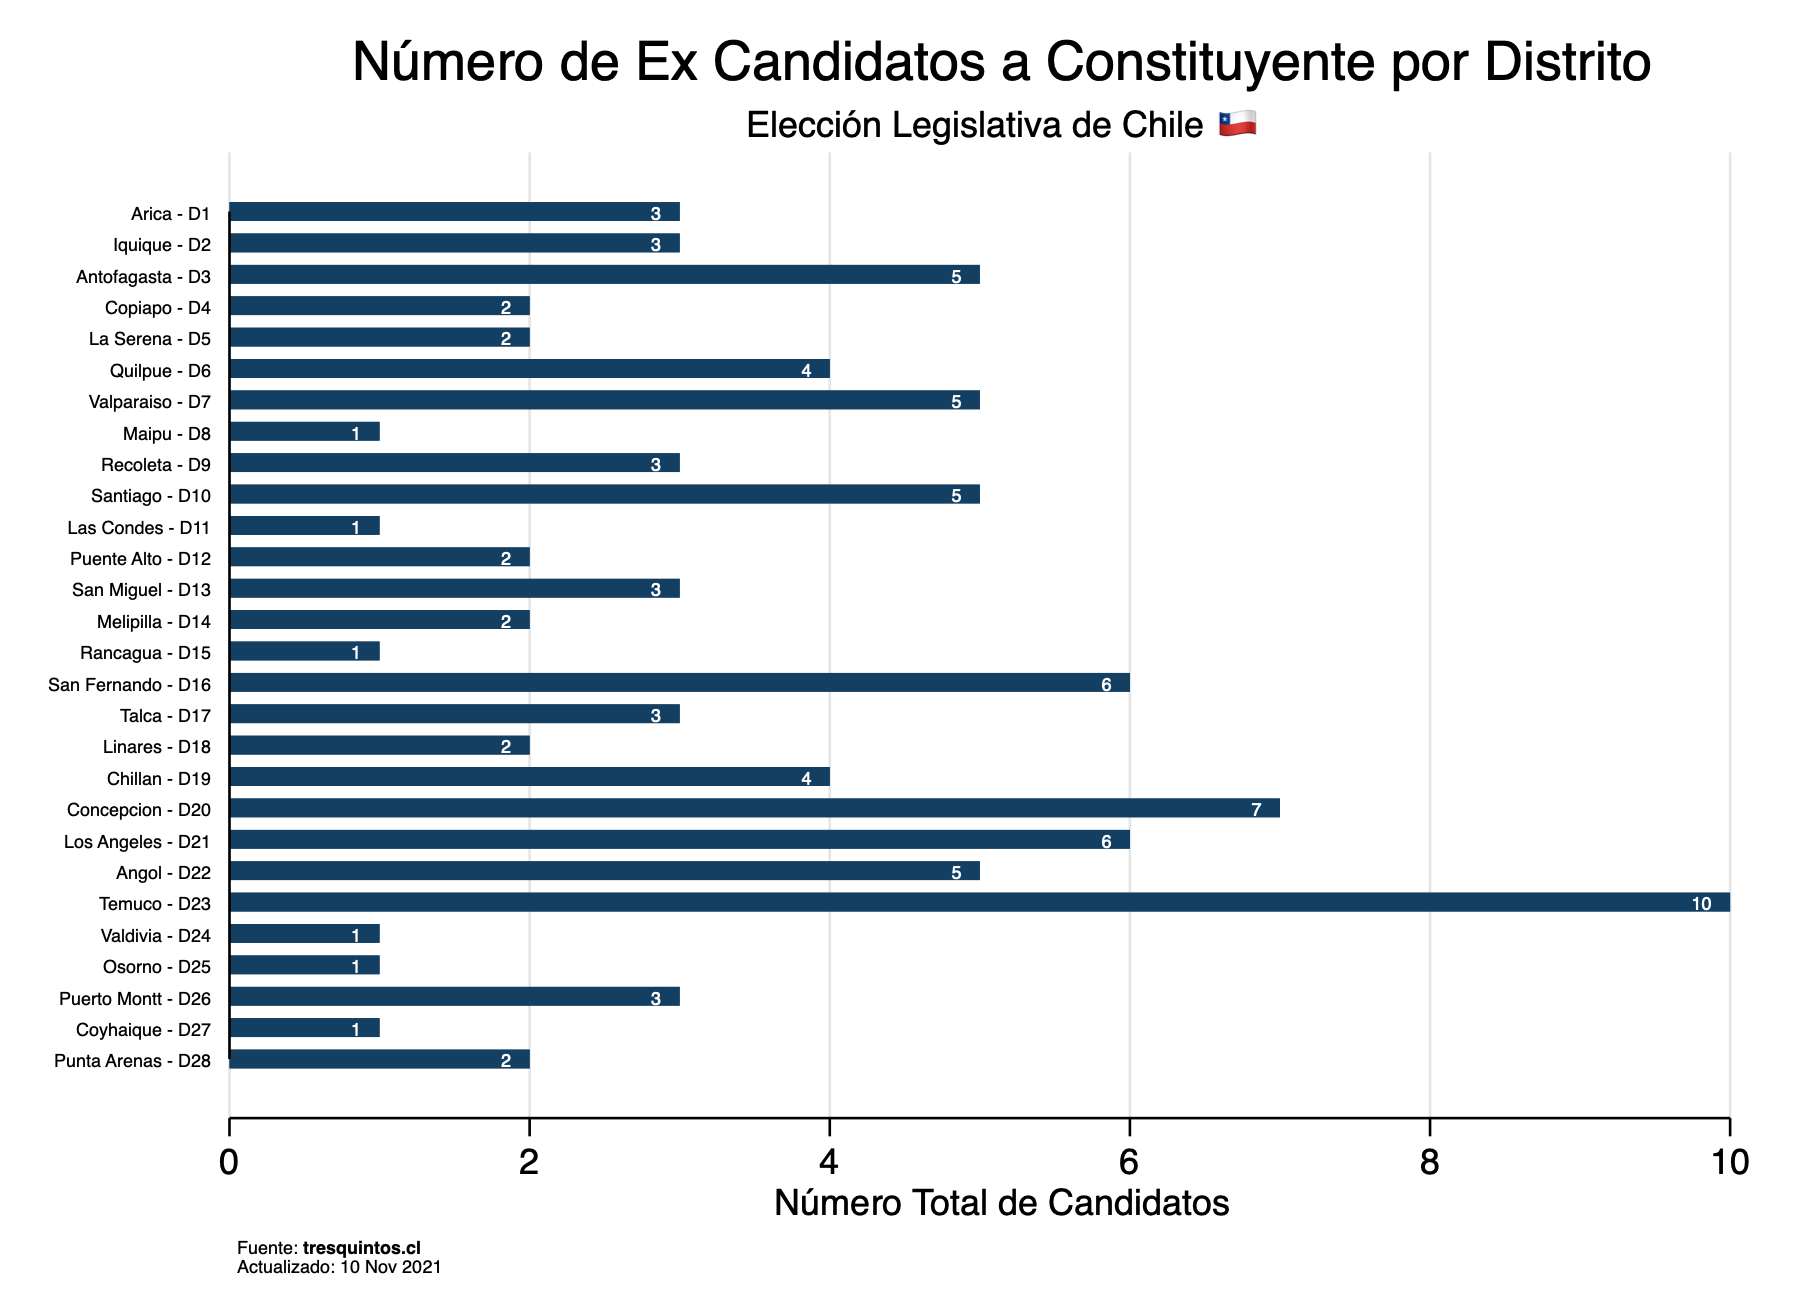 Número de Ex Candidatos a Constituyente por Distrito
Elección Legislativa de Chile 🇨🇱
Arica - D1 3
Iquique - D2 3
Antofagasta - D3 5
Copiapo - D4 2
La Serena - D5 2
Quilpue - D6 4
Valparaiso - D7 5
Maipu - D8 1
Recoleta - D9 3
Santiago - D10 5
Las Condes - D11 1
Puente Alto - D12 2
San Miguel - D13 3
Melipilla - D14 2
Rancagua - D15 1
San Fernando - D16 6
Talca - D17 3
Linares - D18 2
Chillan - D19 4
Concepcion - D20 7
Los Angeles - D21 6
Angol - D22 5
Temuco - D23 10
Valdivia - D24 1
Osorno - D25 1
Puerto Montt - D26 3
Coyhaique - D27 1
Punta Arenas - D28 2
0 2 4 6 8 10
Número Total de Candidatos
Fuente: tresquintos.cl
Actualizado: 10 Nov 2021